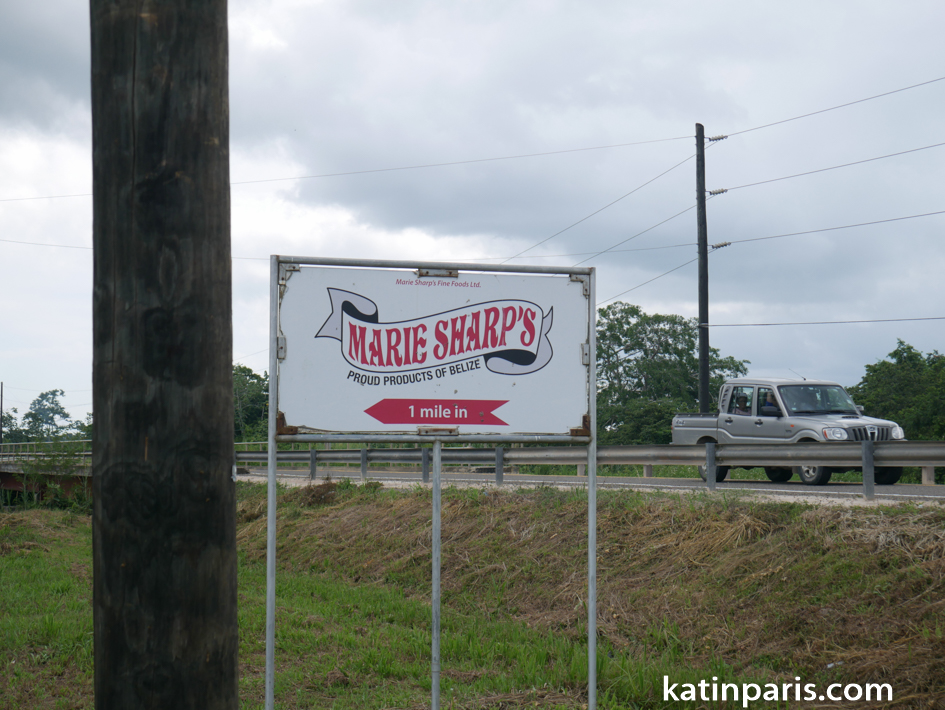 Marie Sharp's Fine Foods Ltd.
MARIE SHARP'S
PROUD PRODUCTS OF BELIZE
1 mile in
katinparis.com